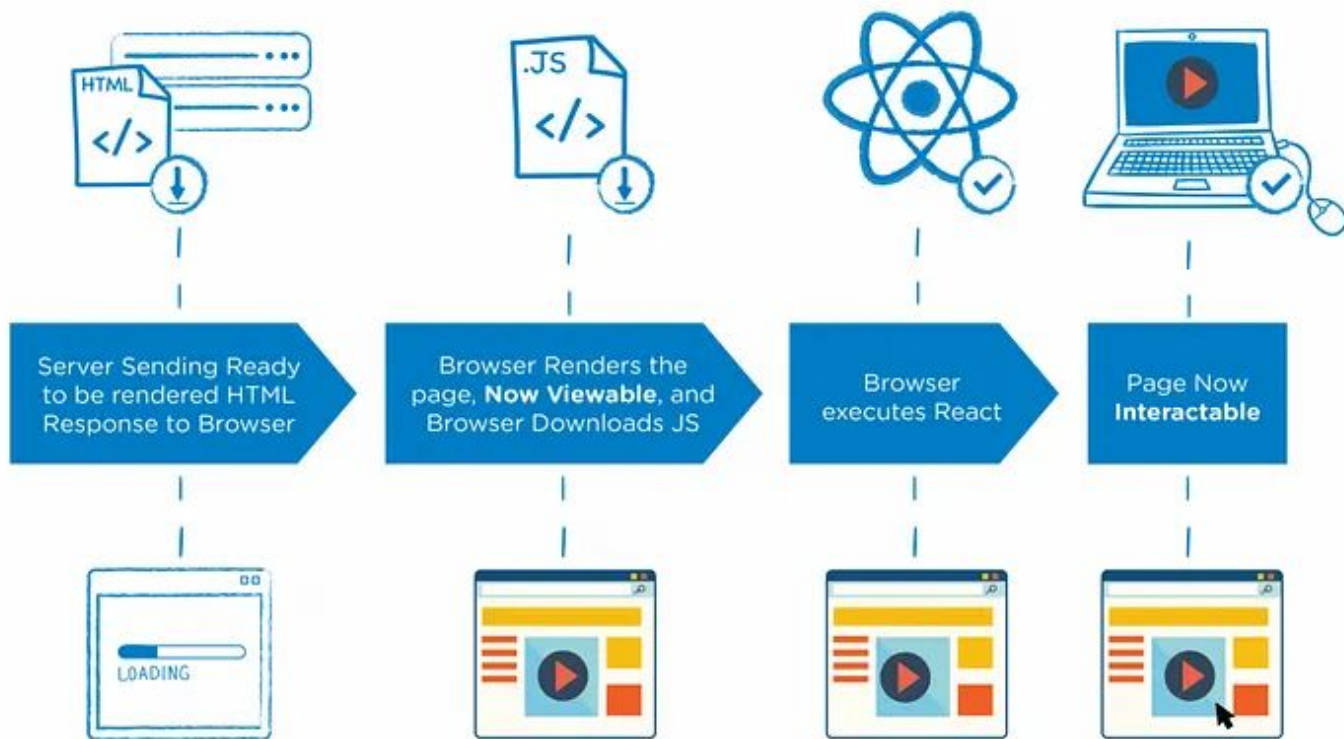 HTML
</>
.JS
</>
Server Sending Ready
to be rendered HTML
Response to Browser
Browser Renders the
page, Now Viewable, and
Browser Downloads JS
Browser
executes React
Page Now
Interactable
LOADING